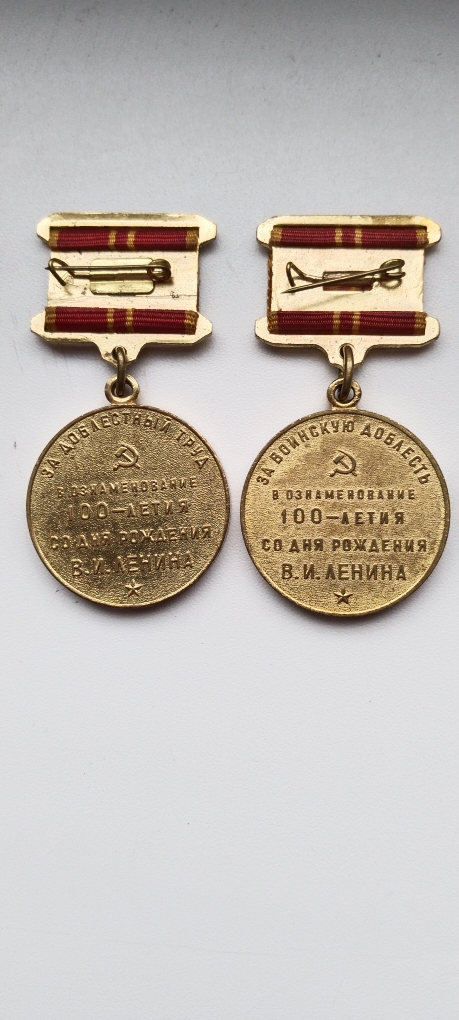 ЗА ДОБЛЕСТНЫЙ ТРУД
В ОЗНАМЕНОВАНИЕ
100-ЛЕТИЯ
СО ДНЯ РОЖДЕНИЯ
В. И. ЛЕНИНА
ЗА ВОИНСКУЮ ДОБЛЕСТЬ
В ОЗНАМЕНОВАНИЕ
100-ЛЕТИЯ
СО ДНЯ РОЖДЕНИЯ
В. И. ЛЕНИНА